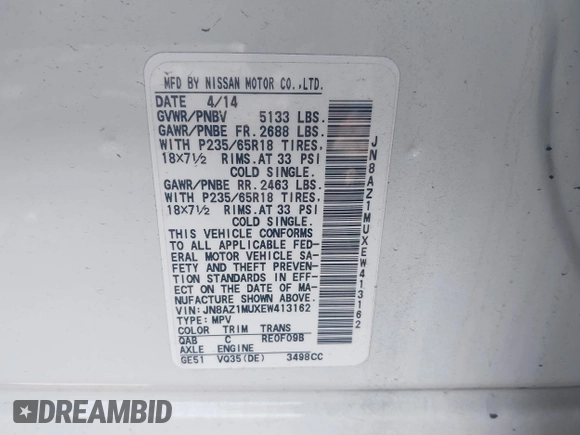 MFD BY NISSAN MOTOR CO.,LTD.
DATE 4/14
GVWR/PNBV 5133 LBS.
GAWR/PNBE FR. 2688 LBS.
WITH P235/65R18 TIRES.
18X7½ RIMS. AT 33 PSI
COLD SINGLE.
GAWR/PNBE RR. 2463 LBS.
WITH P235/65R18 TIRES.
18X7½ RIMS. AT 33 PSI
COLD SINGLE.
THIS VEHICLE CONFORMS
TO ALL APPLICABLE FED-
ERAL MOTOR VEHICLE SA-
FETY AND THEFT PREVEN-
TION STANDARDS IN EFF-
ECT ON THE DATE OF MA-
NUFACTURE SHOWN ABOVE.
VIN: JN8AZ1MUXEW413162
TYPE: MPV
COLOR TRIM TRANS
QAB C RE0F09B
AXLE ENGINE
GE51 VQ35(DE) 3498CC
JN8AZ1MUXEW413162
DREAMBID